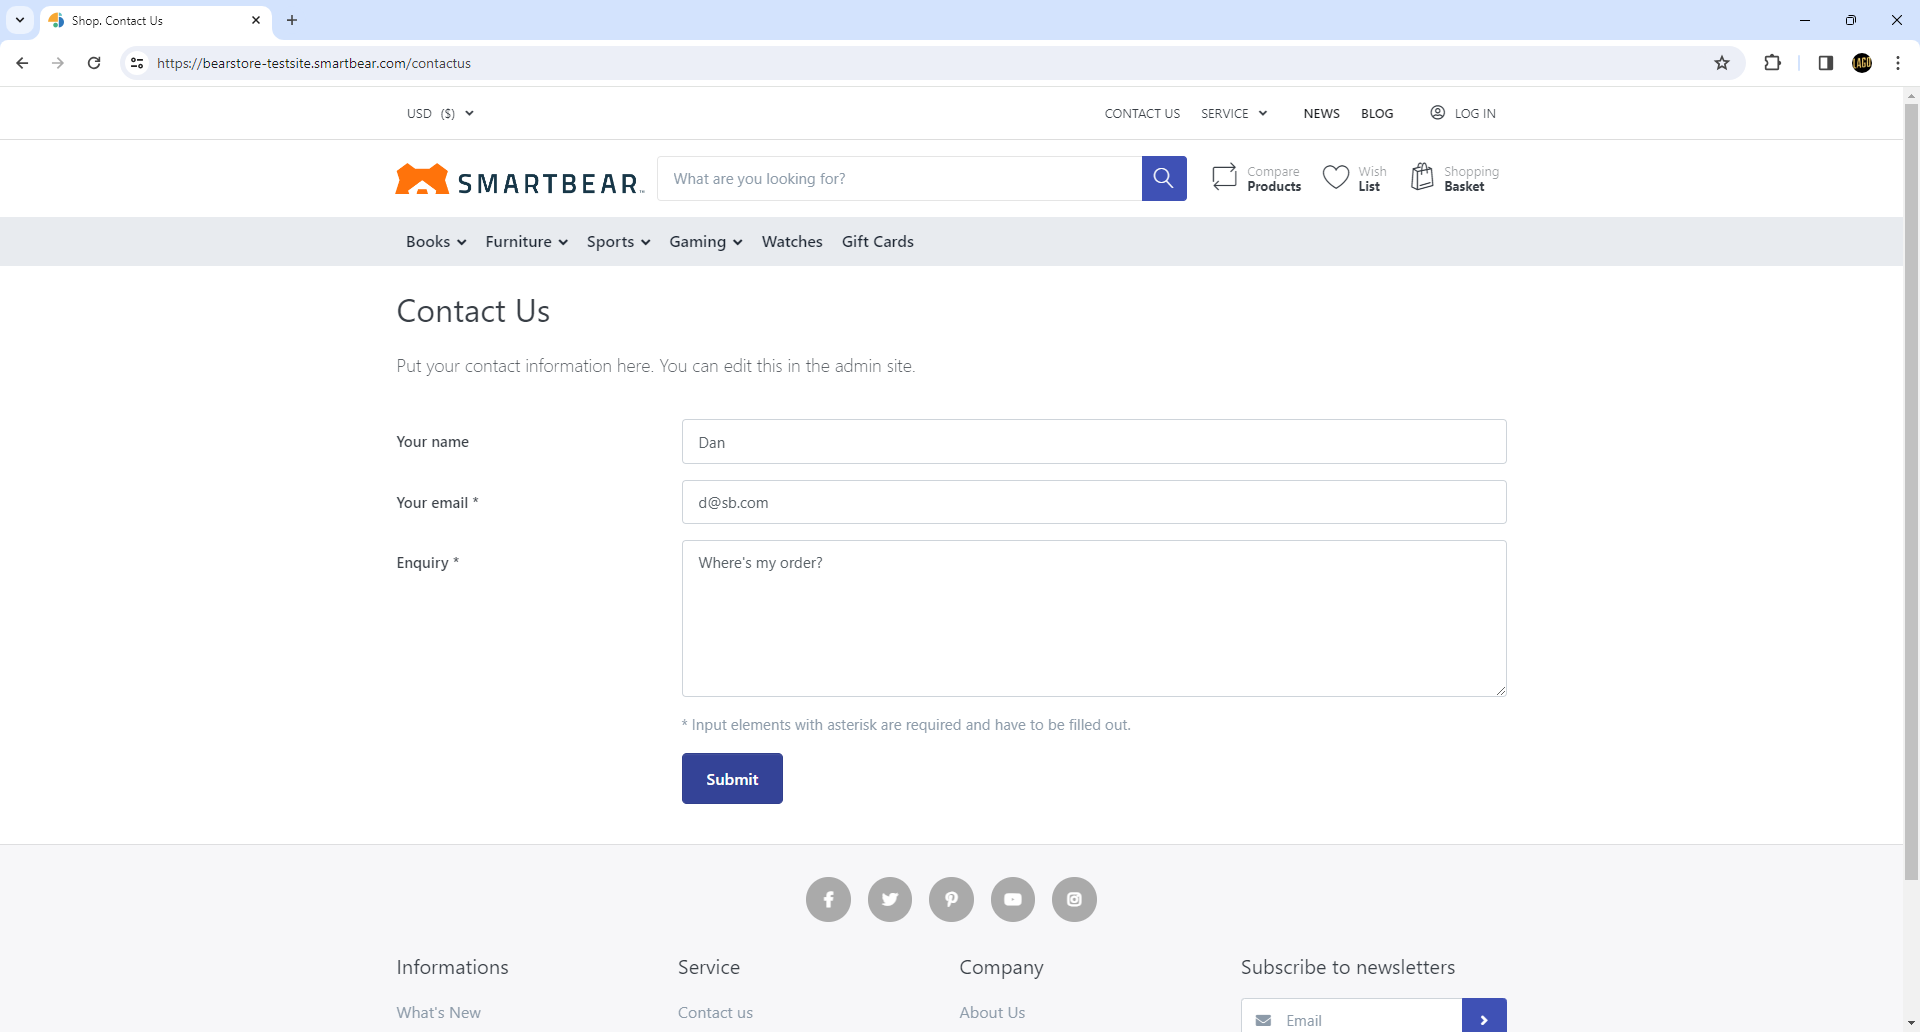 Shop. Contact Us
https://bearstore-testsite.smartbear.com/contactus
USD ($)
CONTACT US SERVICE NEWS BLOG LOG IN
SMARTBEAR™
What are you looking for?
Compare
Products
Wish
List
Shopping
Basket
Books Furniture Sports Gaming Watches Gift Cards
Contact Us
Put your contact information here. You can edit this in the admin site.
Your name
Dan
Your email *
d@sb.com
Enquiry *
Where's my order?
* Input elements with asterisk are required and have to be filled out.
Submit
Informations Service Company Subscribe to newsletters
What's New Contact us About Us Email